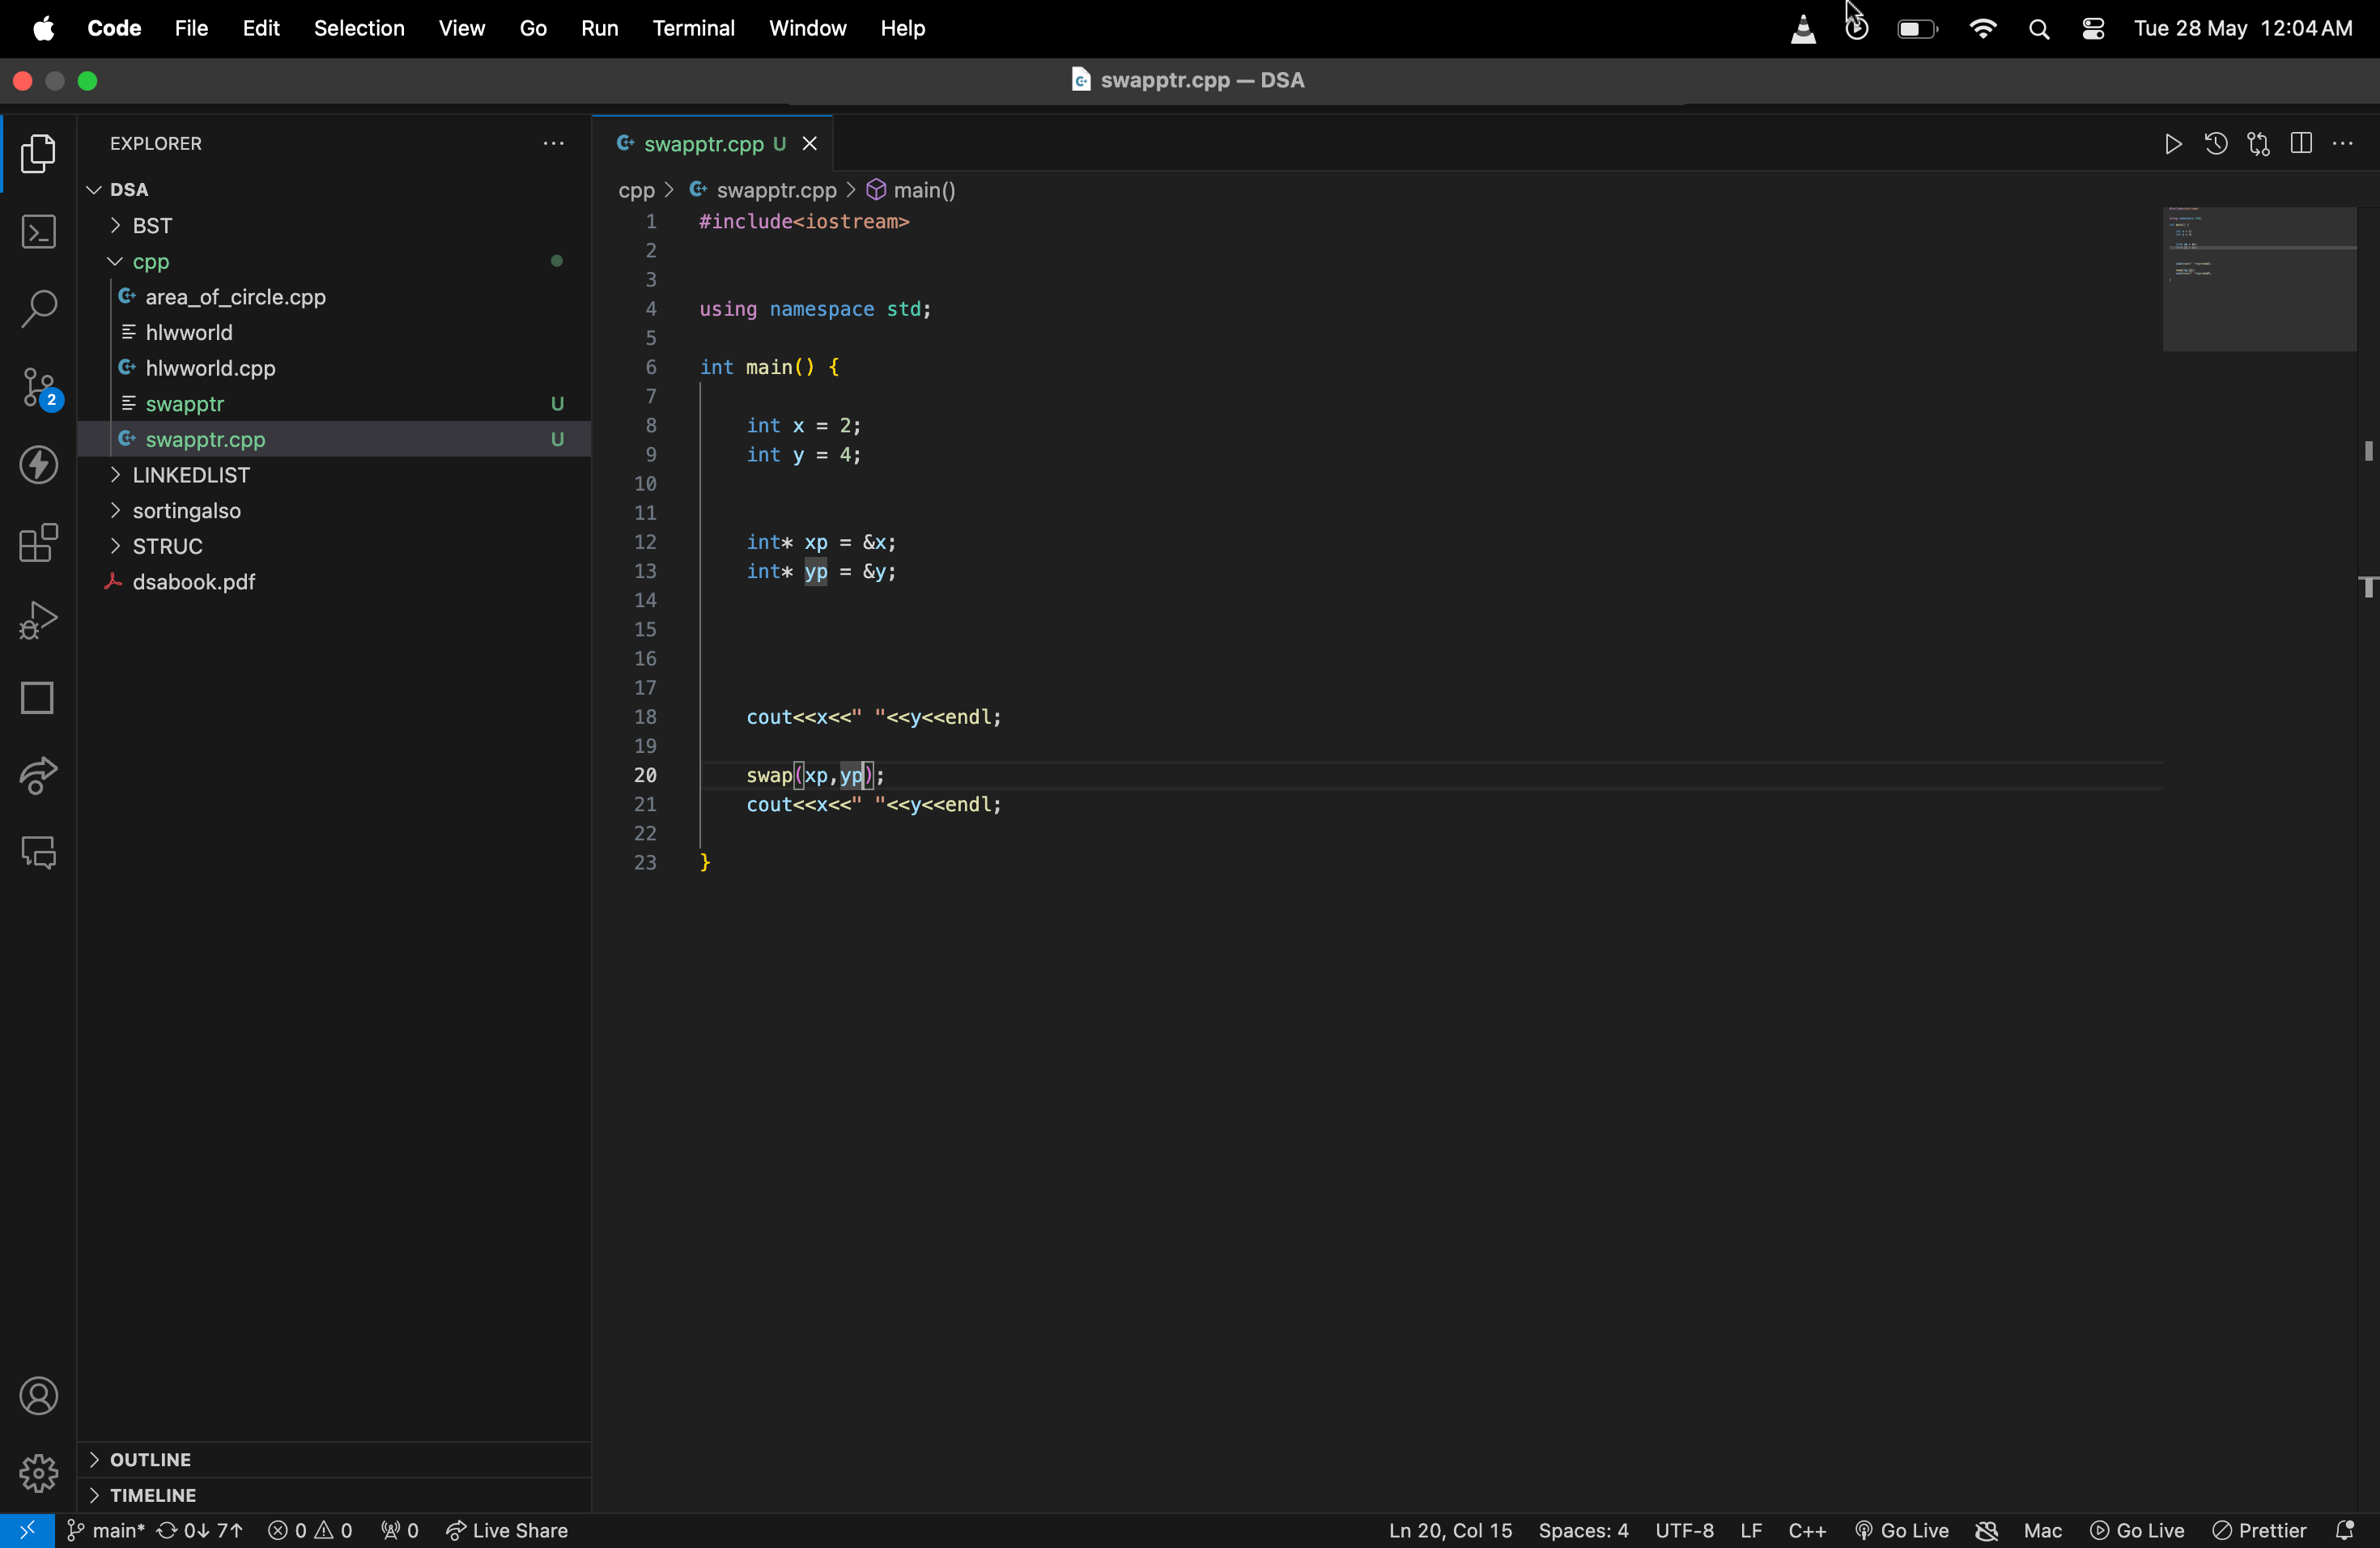 Code File Edit Selection View Go Run Terminal Window Help Tue 28 May 12:04 AM
swapptr.cpp — DSA
EXPLORER
DSA
BST
cpp
area_of_circle.cpp
hlwworld
hlwworld.cpp
swapptr U
swapptr.cpp U
LINKEDLIST
sortingalso
STRUC
dsabook.pdf
OUTLINE
TIMELINE
2
swapptr.cpp U
cpp > swapptr.cpp > main()
1 #include<iostream>
2
3
4 using namespace std;
5
6 int main() {
7
8 int x = 2;
9 int y = 4;
10
11
12 int* xp = &x;
13 int* yp = &y;
14
15
16
17
18 cout<<x<<" "<<y<<endl;
19
20 swap(xp,yp);
21 cout<<x<<" "<<y<<endl;
22
23 }
main* 0↓ 7↑ 0 0 0 Live Share Ln 20, Col 15 Spaces: 4 UTF-8 LF C++ Go Live Mac Go Live Prettier